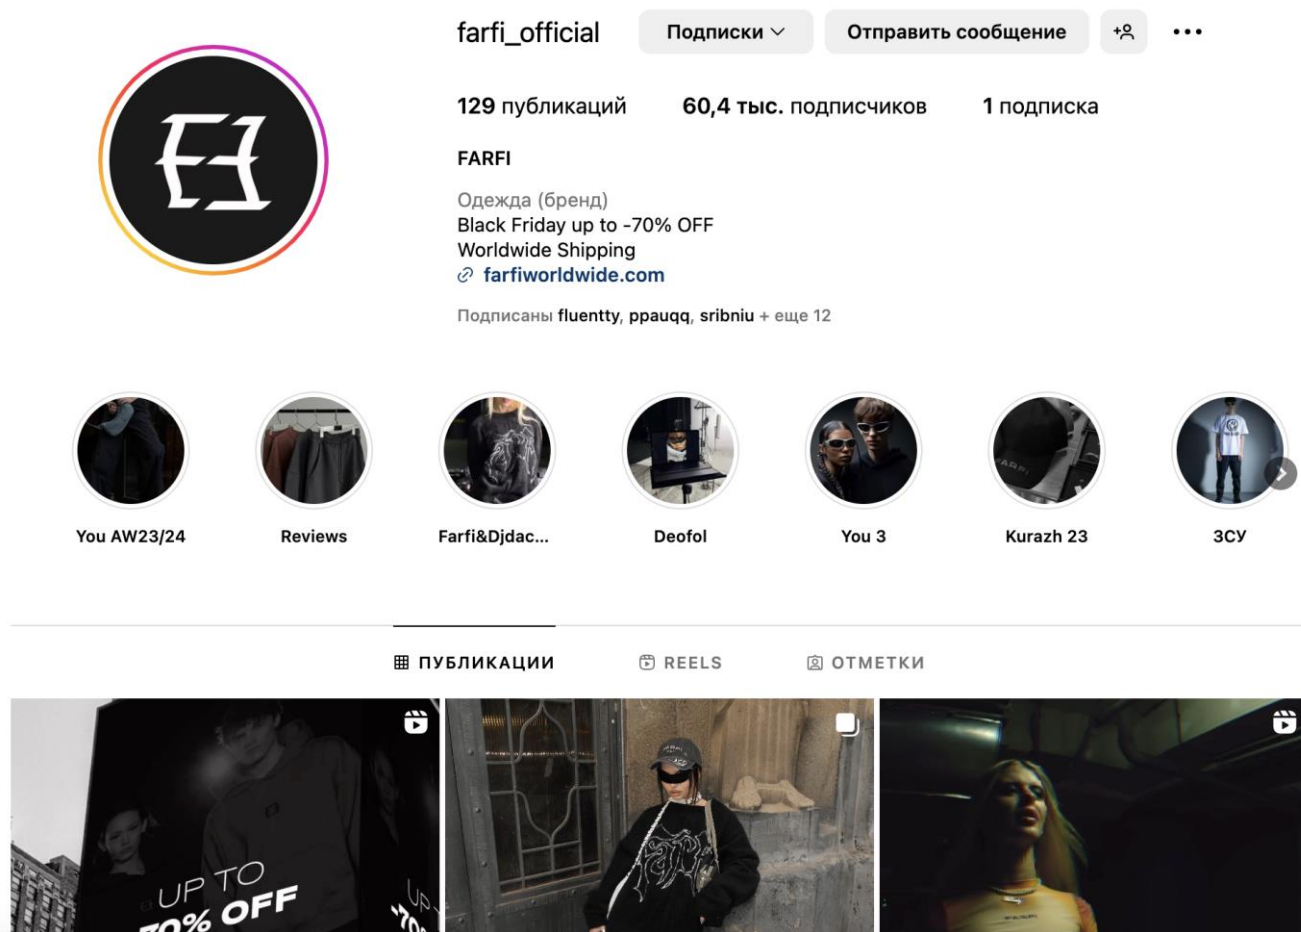 farfi_official
Подписки
Отправить сообщение
129 публикаций
60,4 тыс. подписчиков
1 подписка
FARFI
Одежда (бренд)
Black Friday up to -70% OFF
Worldwide Shipping
farfiworldwide.com
Подписаны fluentty, ppauqq, sribniu + еще 12
You AW23/24
Reviews
Farfi&Djdac...
Deofol
You 3
Kurazh 23
ЗСУ
ПУБЛИКАЦИИ
REELS
ОТМЕТКИ
UP TO
-70% OFF
UP
-70